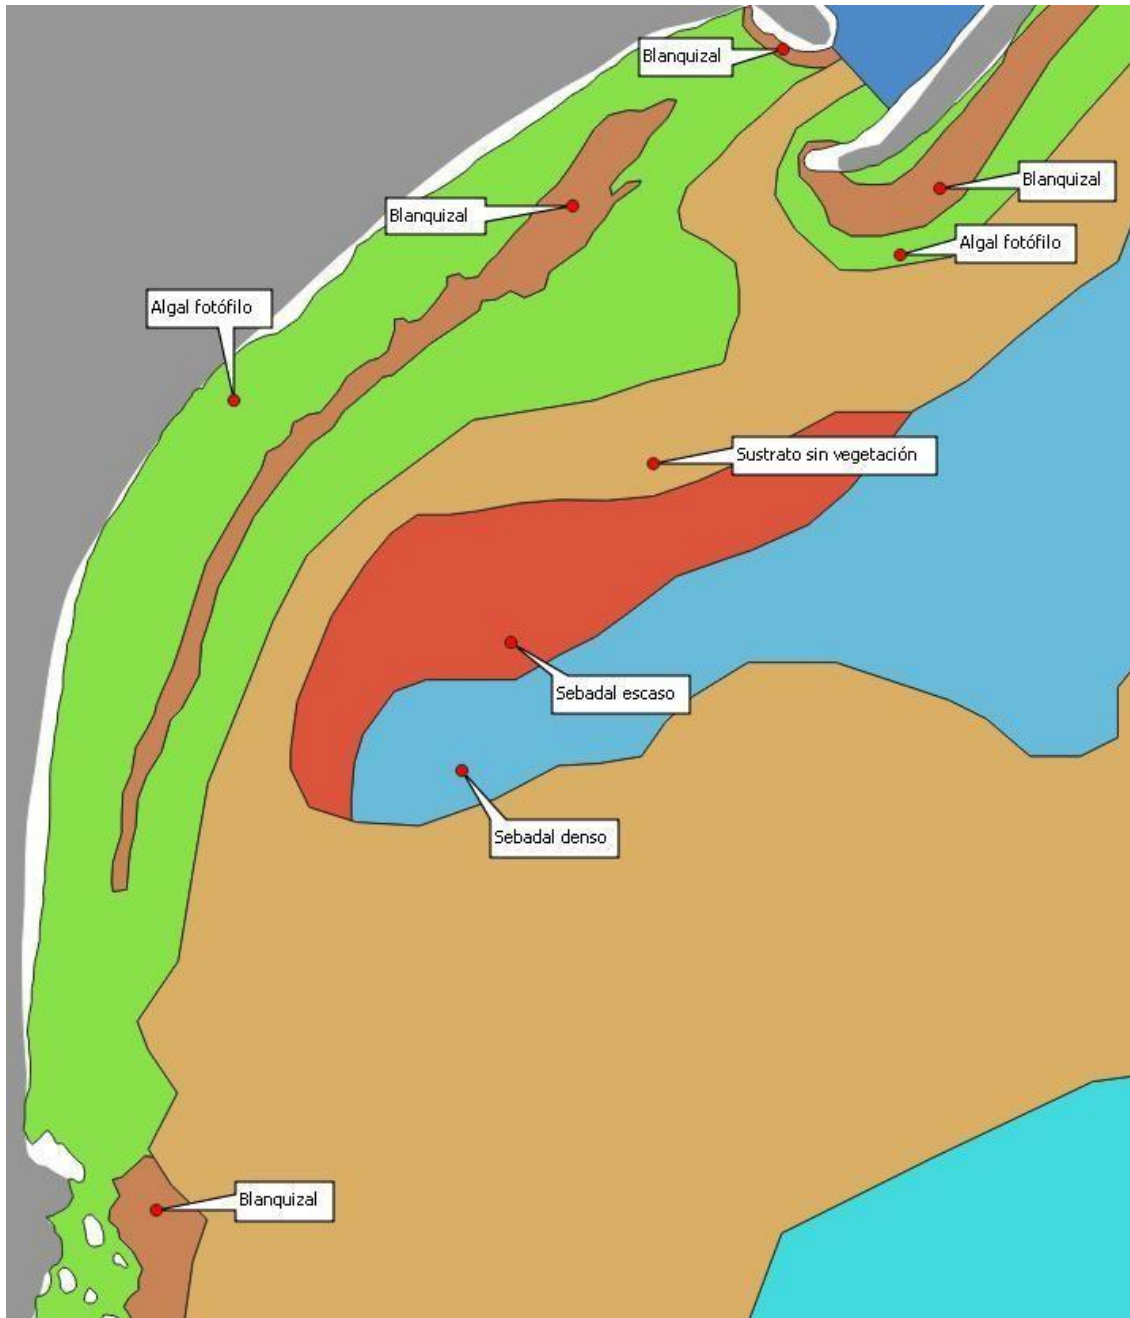 Blanquizal
Blanquizal
Blanquizal
Algal fotófilo
Algal fotófilo
Sustrato sin vegetación
Sebadal escaso
Sebadal denso
Blanquizal